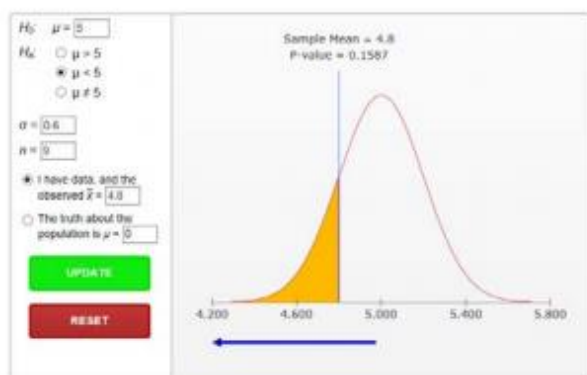 H₀: μ = 5
Hₐ: μ > 5
μ < 5
μ ≠ 5
σ = 0.6
n = 9
I have data, and the
observed x̄ = 4.8
The truth about the
population is μ = 0
UPDATE
RESET
Sample Mean = 4.8
P-value = 0.1587
4.200 4.600 5.000 5.400 5.800